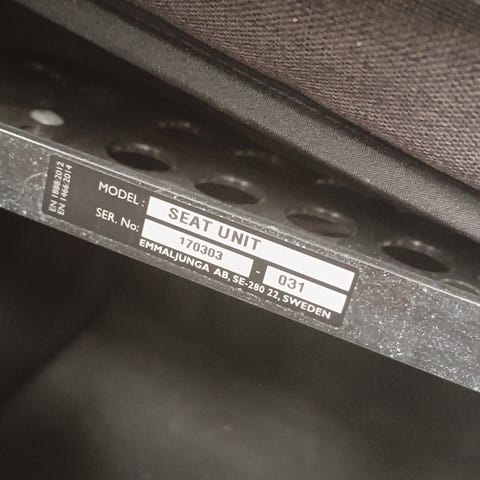 EN 1888:2012
EN 1466:2014
MODEL: SEAT UNIT
SER. No: 170303 - 031
EMMALJUNGA AB, SE-280 22, SWEDEN